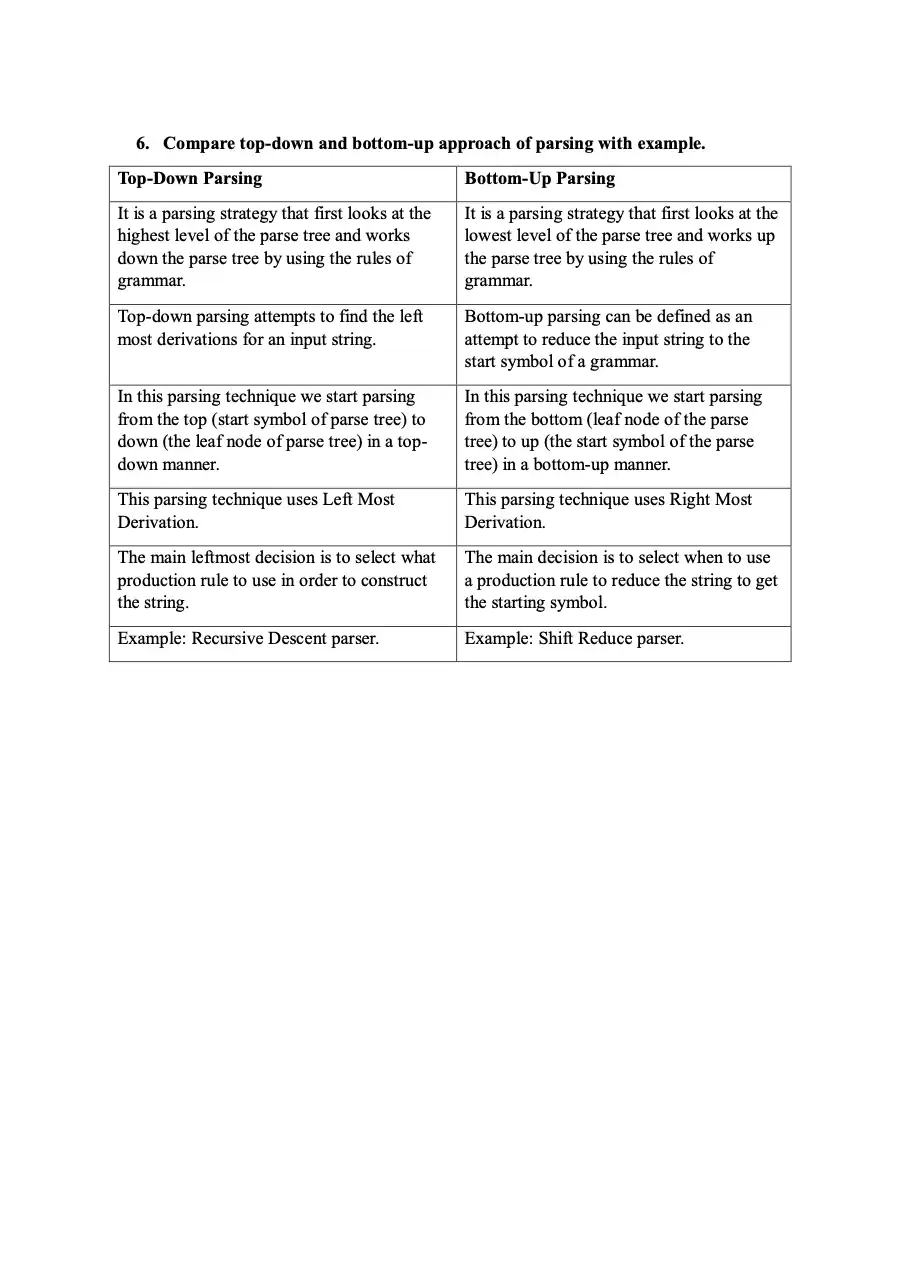 6. Compare top-down and bottom-up approach of parsing with example.
Top-Down Parsing
Bottom-Up Parsing
It is a parsing strategy that first looks at the
highest level of the parse tree and works
down the parse tree by using the rules of
grammar.
It is a parsing strategy that first looks at the
lowest level of the parse tree and works up
the parse tree by using the rules of
grammar.
Top-down parsing attempts to find the left
most derivations for an input string.
Bottom-up parsing can be defined as an
attempt to reduce the input string to the
start symbol of a grammar.
In this parsing technique we start parsing
from the top (start symbol of parse tree) to
down (the leaf node of parse tree) in a top-
down manner.
In this parsing technique we start parsing
from the bottom (leaf node of the parse
tree) to up (the start symbol of the parse
tree) in a bottom-up manner.
This parsing technique uses Left Most
Derivation.
This parsing technique uses Right Most
Derivation.
The main leftmost decision is to select what
production rule to use in order to construct
the string.
The main decision is to select when to use
a production rule to reduce the string to get
the starting symbol.
Example: Recursive Descent parser.
Example: Shift Reduce parser.